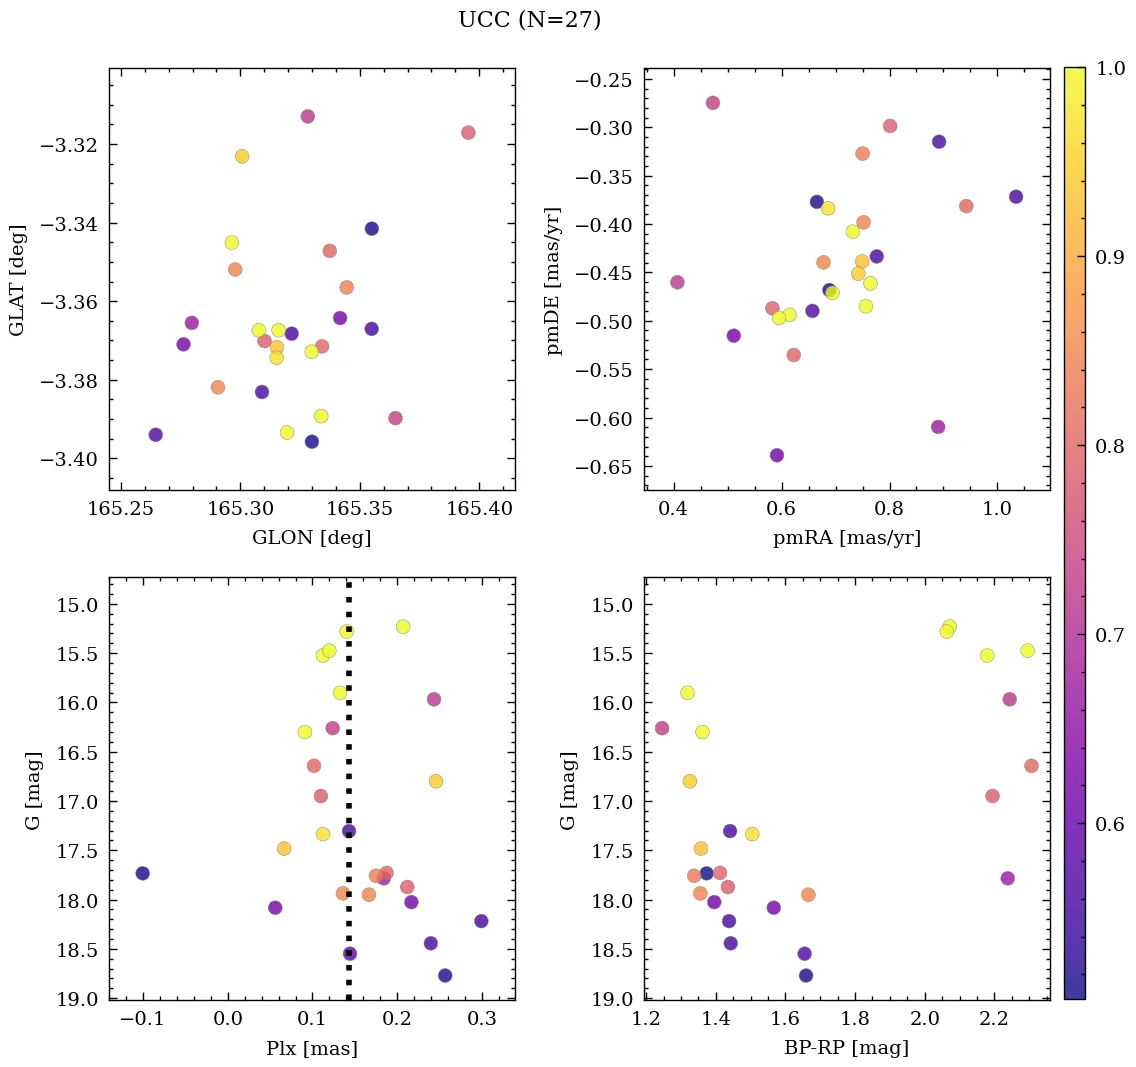 UCC (N=27)
−3.32
−3.34
−3.36
−3.38
−3.40
GLAT [deg]
165.25 165.30 165.35 165.40
GLON [deg]
−0.25
−0.30
−0.35
−0.40
−0.45
−0.50
−0.55
−0.60
−0.65
pmDE [mas/yr]
0.4 0.6 0.8 1.0
pmRA [mas/yr]
15.0
15.5
16.0
16.5
17.0
17.5
18.0
18.5
19.0
G [mag]
−0.1 0.0 0.1 0.2 0.3
Plx [mas]
15.0
15.5
16.0
16.5
17.0
17.5
18.0
18.5
19.0
G [mag]
1.2 1.4 1.6 1.8 2.0 2.2
BP-RP [mag]
1.0
0.9
0.8
0.7
0.6